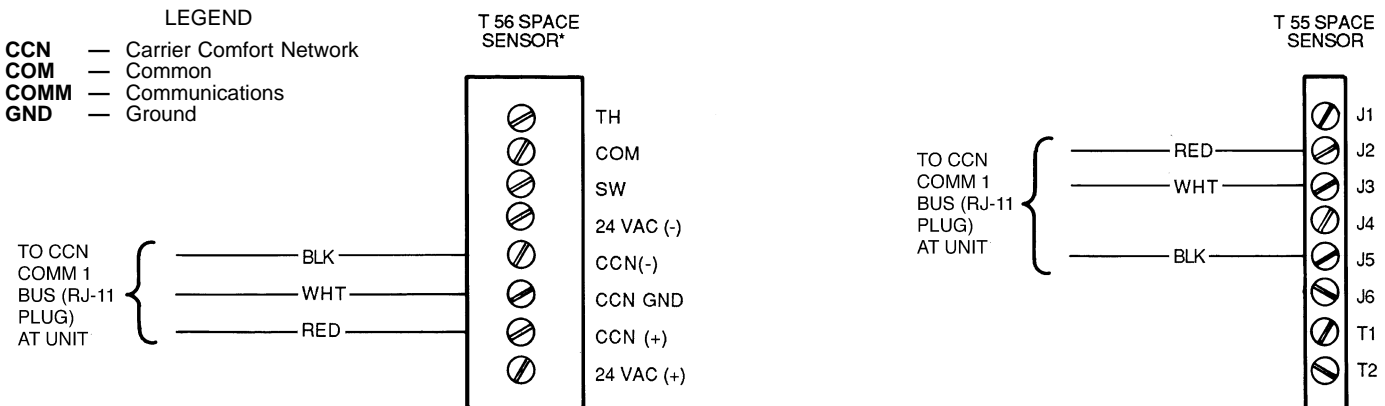 LEGEND
CCN — Carrier Comfort Network
COM — Common
COMM — Communications
GND — Ground
T 56 SPACE
SENSOR*
TH
COM
SW
24 VAC (-)
CCN(-)
CCN GND
CCN (+)
24 VAC (+)
TO CCN
COMM 1
BUS (RJ-11
PLUG)
AT UNIT
BLK
WHT
RED
T 55 SPACE
SENSOR
J1
J2
J3
J4
J5
J6
T1
T2
TO CCN
COMM 1
BUS (RJ-11
PLUG)
AT UNIT
RED
WHT
BLK